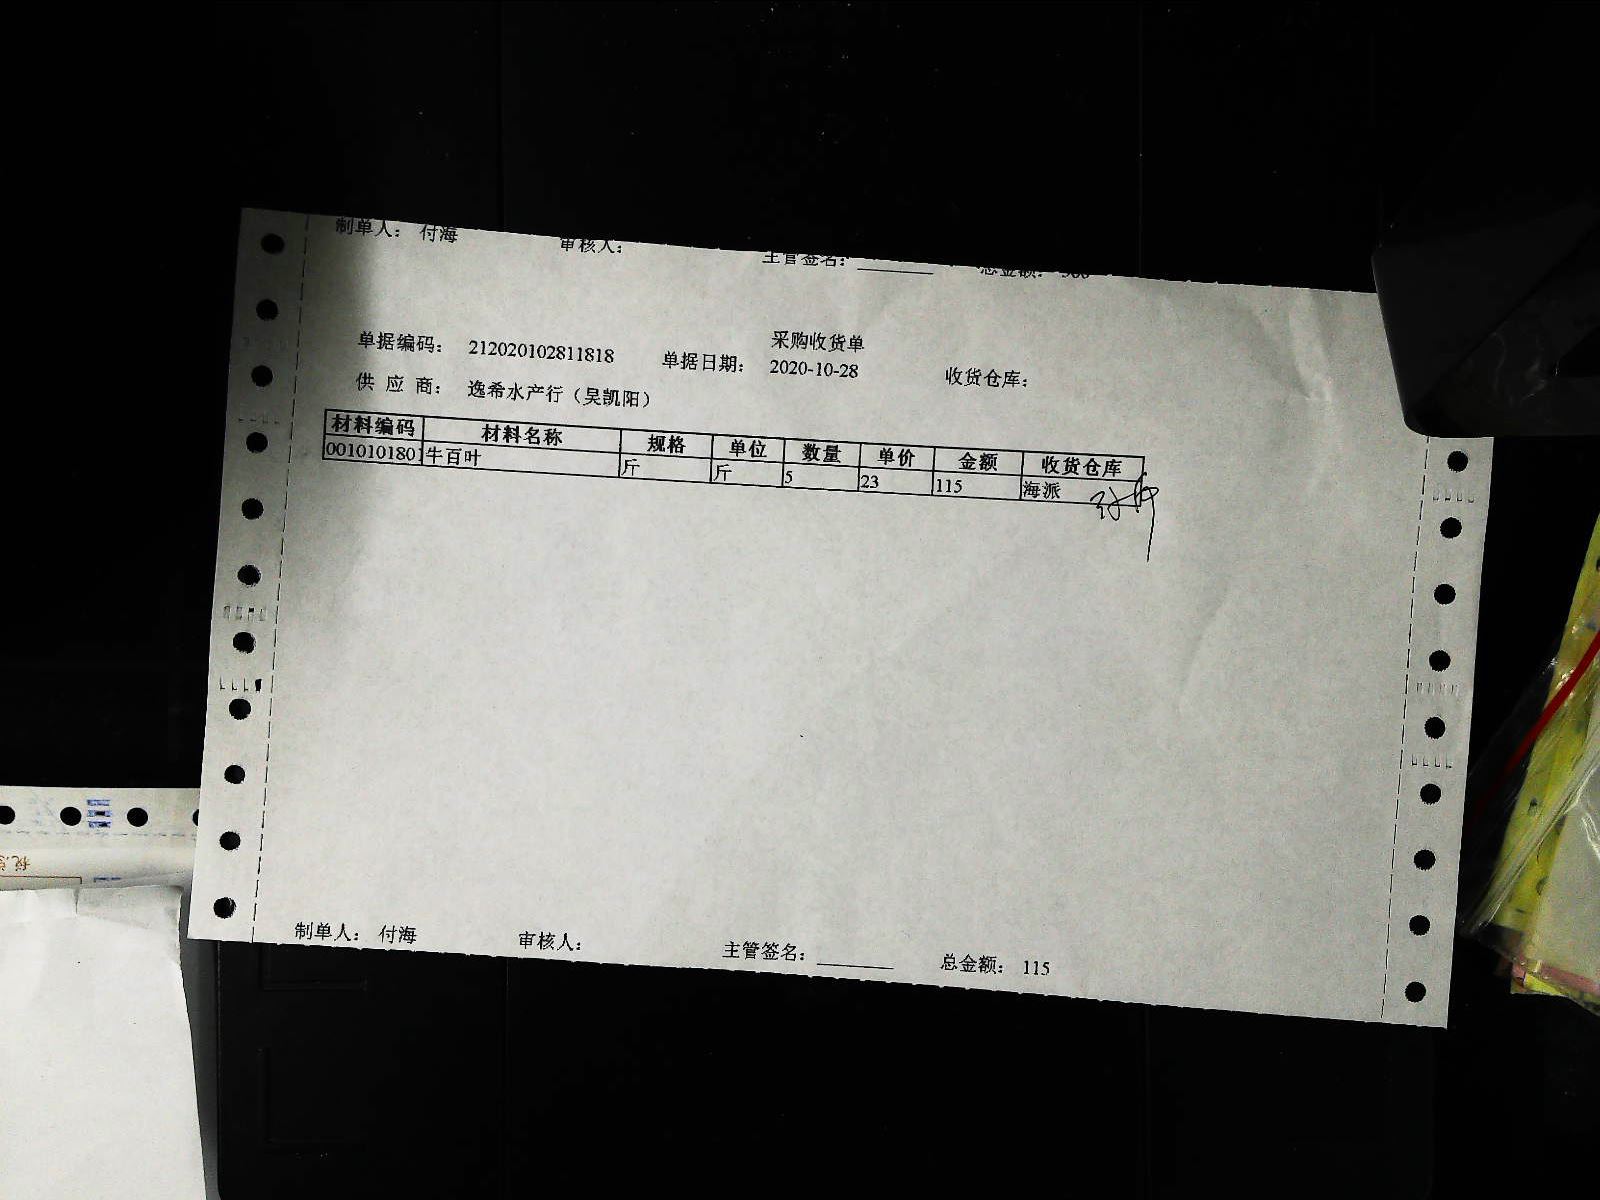 制单人： 付海 审核人： 主管签名： 总金额： 500
采购收货单
单据编码： 212020102811818 单据日期： 2020-10-28 收货仓库：
供 应 商： 逸希水产行（吴凯阳）
材料编码 材料名称 规格 单位 数量 单价 金额 收货仓库
001010180 牛百叶 斤 斤 5 23 115 海派
制单人： 付海 审核人： 主管签名： 总金额： 115